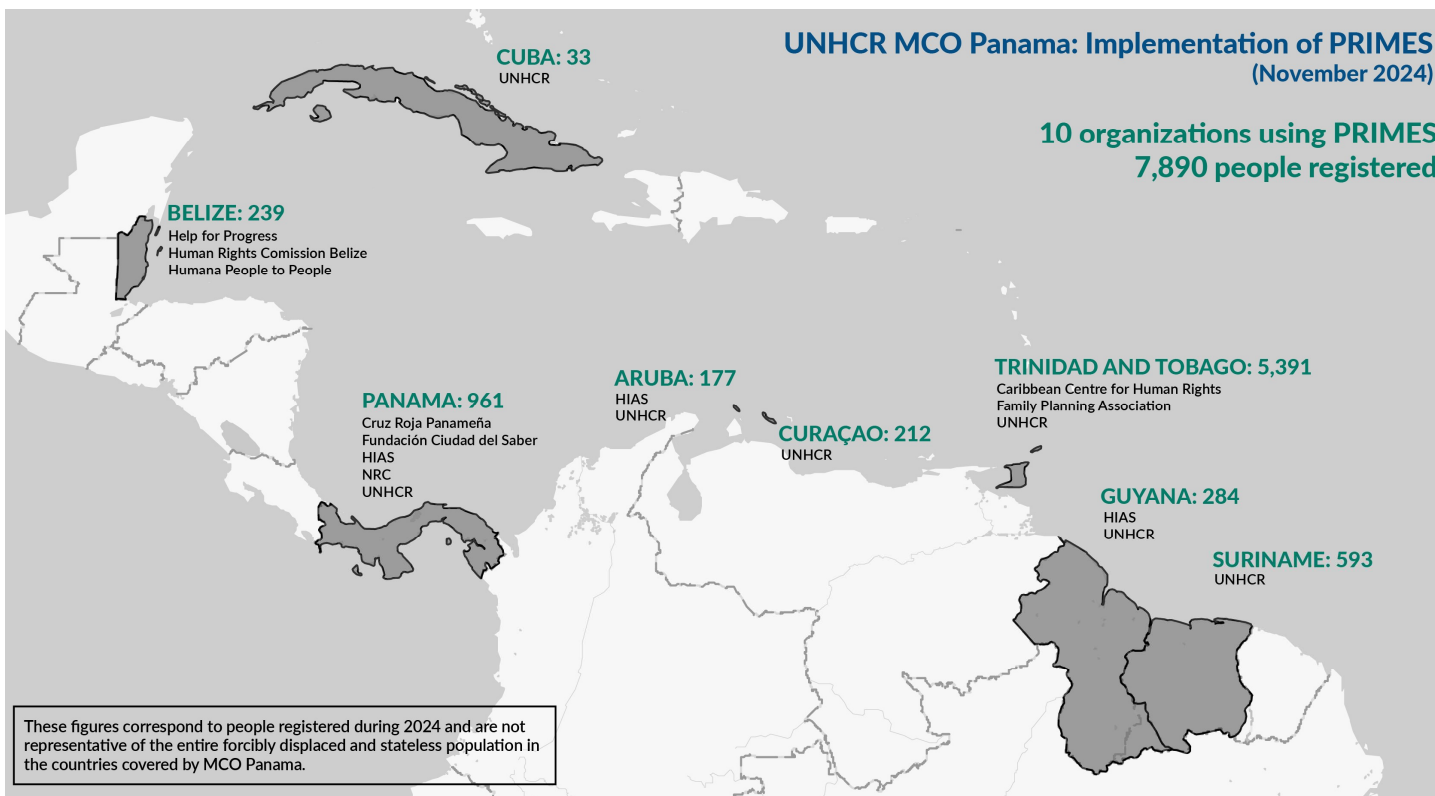 UNHCR MCO Panama: Implementation of PRIMES
(November 2024)
10 organizations using PRIMES
7,890 people registered
CUBA: 33
UNHCR
BELIZE: 239
Help for Progress
Human Rights Comission Belize
Humana People to People
PANAMA: 961
Cruz Roja Panameña
Fundación Ciudad del Saber
HIAS
NRC
UNHCR
ARUBA: 177
HIAS
UNHCR
CURAÇAO: 212
UNHCR
TRINIDAD AND TOBAGO: 5,391
Caribbean Centre for Human Rights
Family Planning Association
UNHCR
GUYANA: 284
HIAS
UNHCR
SURINAME: 593
UNHCR
These figures correspond to people registered during 2024 and are not
representative of the entire forcibly displaced and stateless population in
the countries covered by MCO Panama.